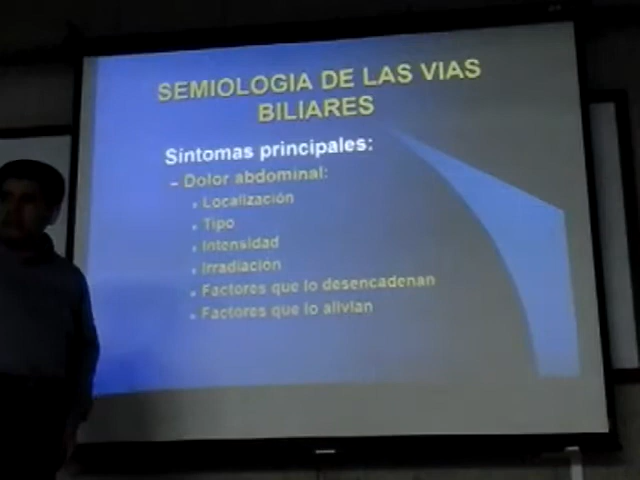 SEMIOLOGIA DE LAS VIAS
BILIARES
Síntomas principales:
– Dolor abdominal:
• Localización
• Tipo
• Intensidad
• Irradiación
• Factores que lo desencadenan
• Factores que lo alivian